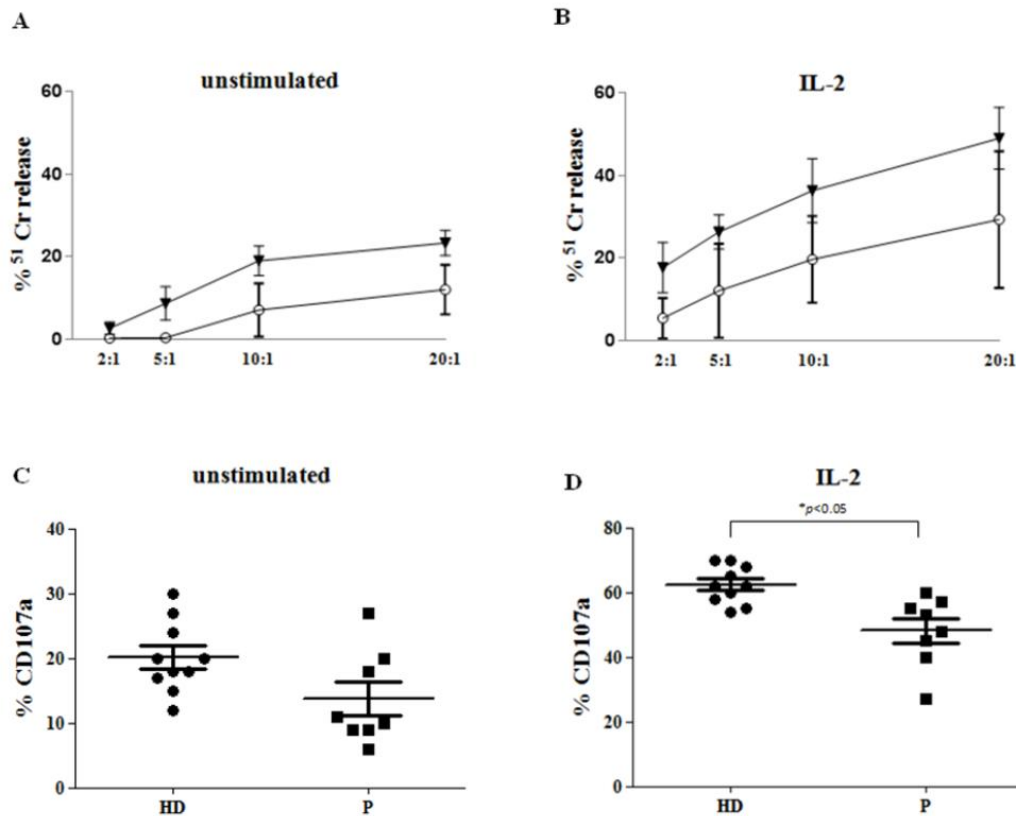 A
unstimulated
% 51 Cr release
60
40
20
0
2:1 5:1 10:1 20:1
B
IL-2
% 51 Cr release
60
40
20
0
2:1 5:1 10:1 20:1
C
unstimulated
% CD107a
40
30
20
10
0
HD P
D
IL-2
*p<0.05
% CD107a
80
60
40
20
0
HD P